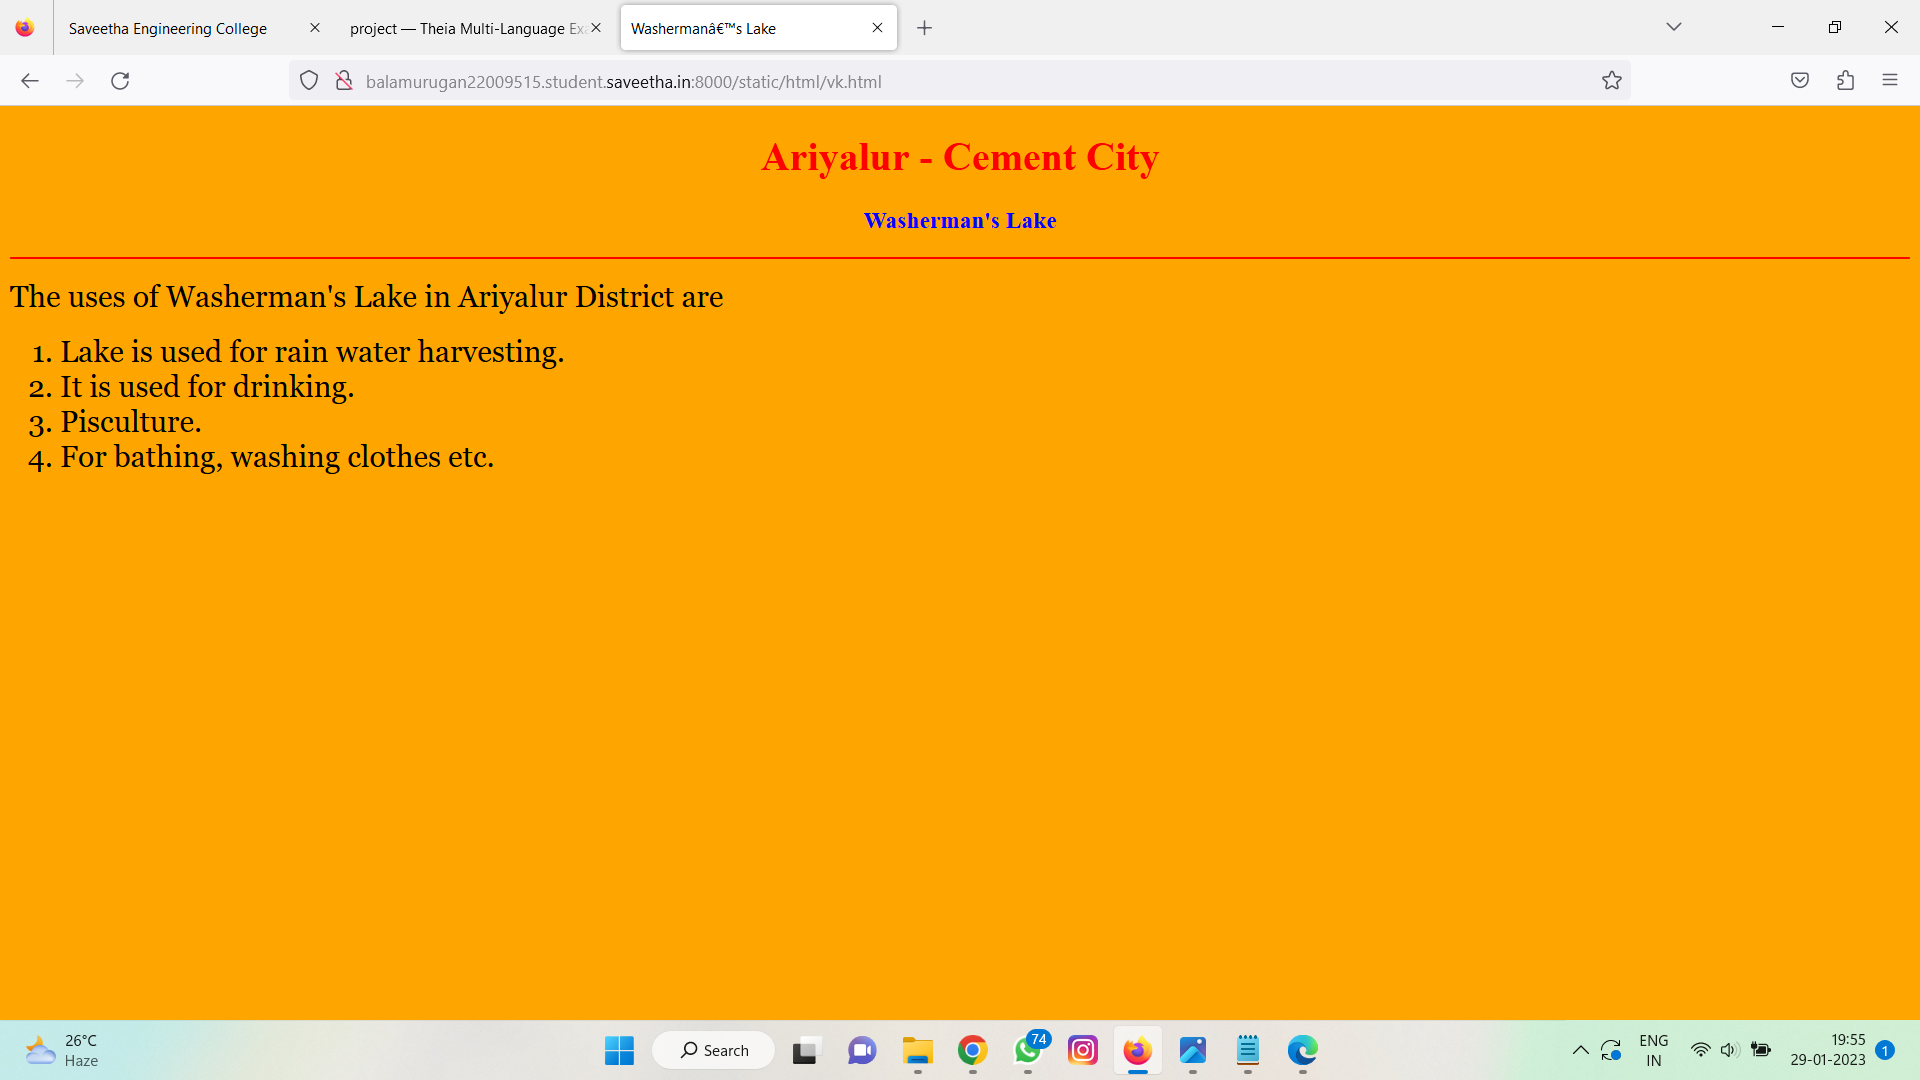 Saveetha Engineering College
project — Theia Multi-Language Exa
Washermanâ€™s Lake
balamurugan22009515.student.saveetha.in:8000/static/html/vk.html
Ariyalur - Cement City
Washerman's Lake
The uses of Washerman's Lake in Ariyalur District are
1. Lake is used for rain water harvesting.
2. It is used for drinking.
3. Pisculture.
4. For bathing, washing clothes etc.
26°C
Haze
Search
74
ENG
IN
19:55
29-01-2023
1